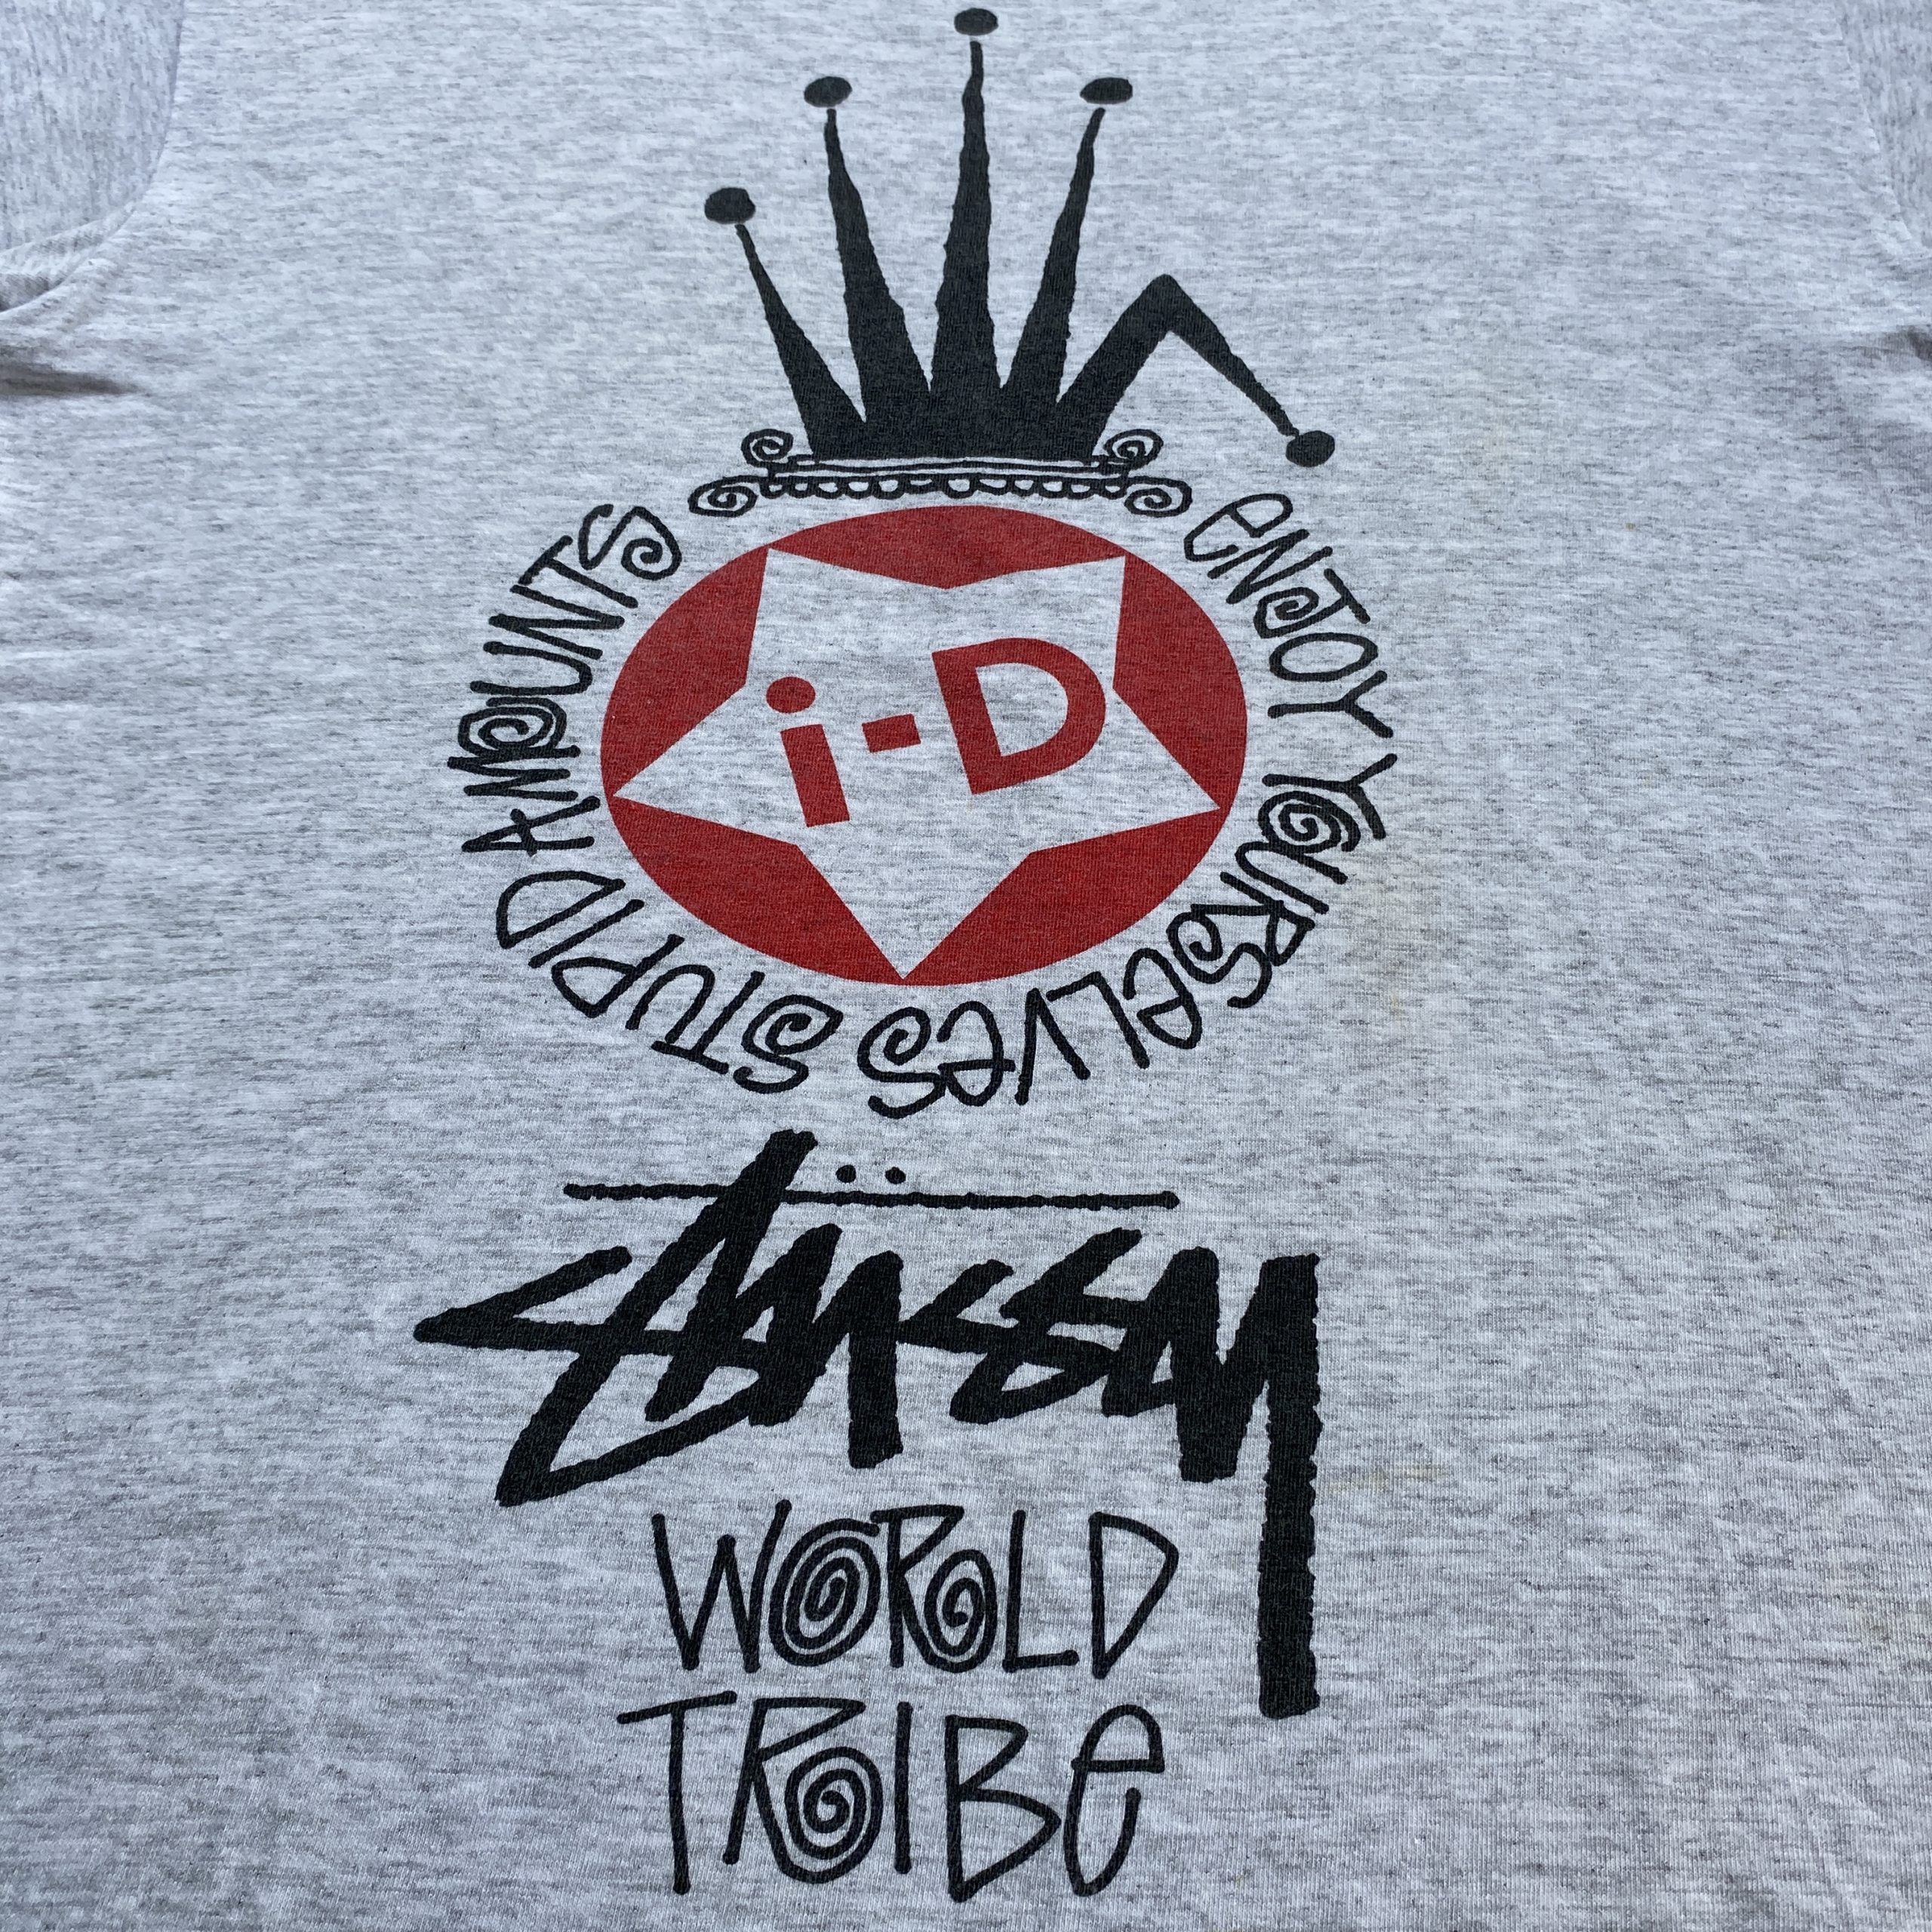 ENJOY YOURSELVES STUPID AMOUNTS
i-D
Stüssy
WORLD
TRIBE